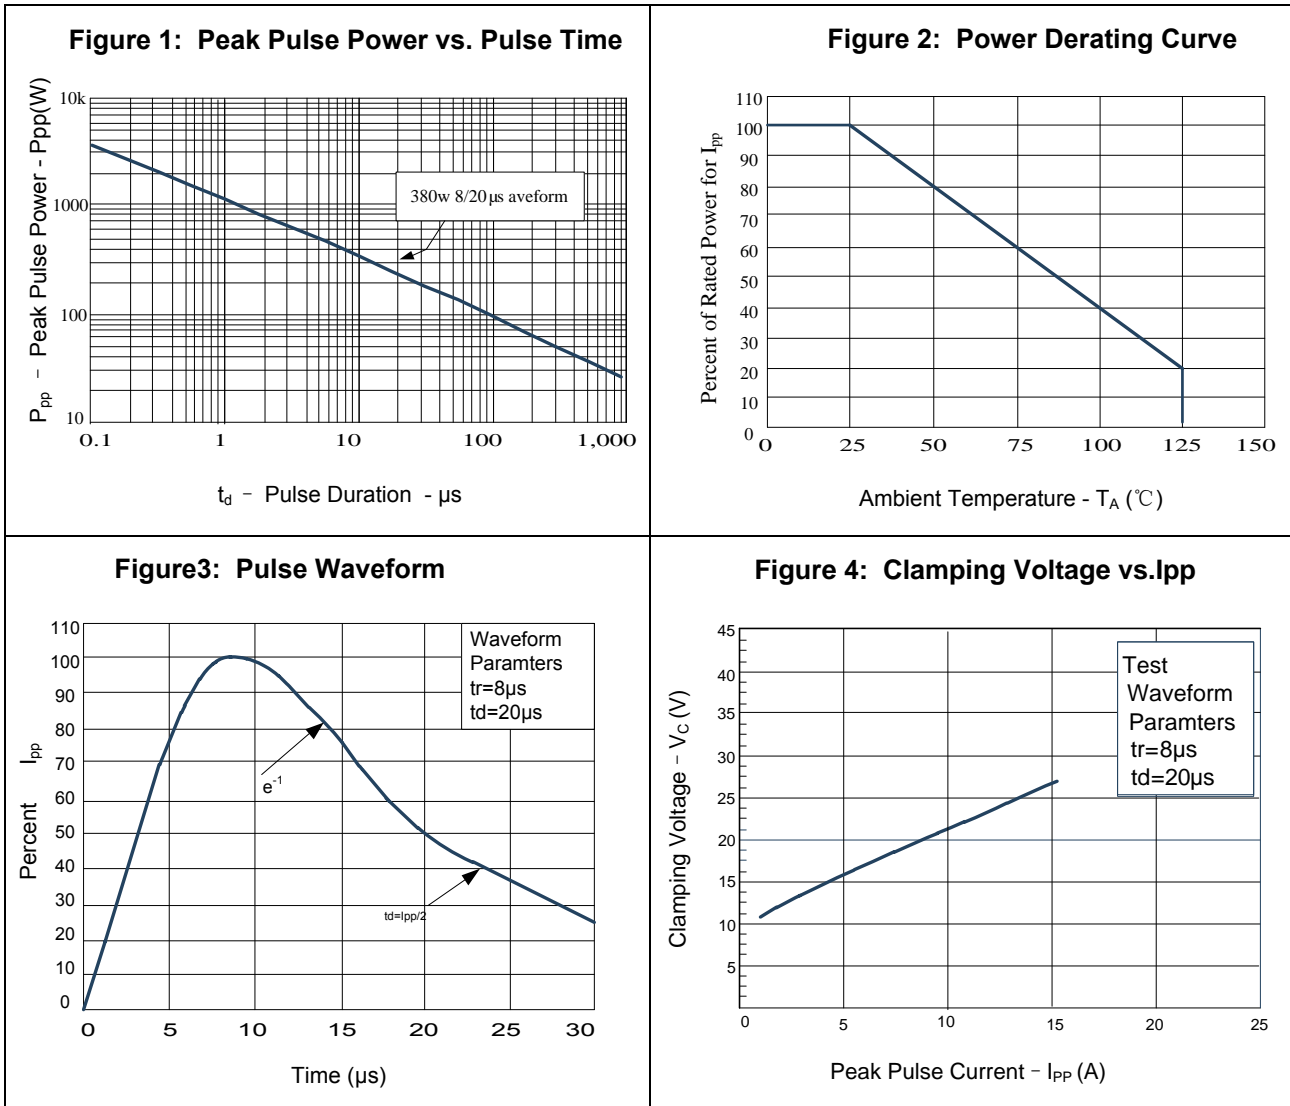 Figure 1: Peak Pulse Power vs. Pulse Time
Ppp – Peak Pulse Power - Ppp(W)
10k
1000
100
10
380w 8/20μs aveform
0.1 1 10 100 1,000
td – Pulse Duration - μs
Figure 2: Power Derating Curve
Percent of Rated Power for Ipp
110
100
90
80
70
60
50
40
30
20
10
0
0 25 50 75 100 125 150
Ambient Temperature - TA (℃)
Figure3: Pulse Waveform
Percent Ipp
110
100
90
80
70
60
50
40
30
20
10
0
Waveform
Paramters
tr=8μs
td=20μs
e-1
td=Ipp/2
0 5 10 15 20 25 30
Time (μs)
Figure 4: Clamping Voltage vs.Ipp
Clamping Voltage – VC (V)
45
40
35
30
25
20
15
10
5
Test
Waveform
Paramters
tr=8μs
td=20μs
0 5 10 15 20 25
Peak Pulse Current – IPP (A)